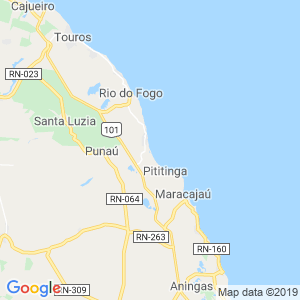 Cajueiro
Touros
RN-023
Rio do Fogo
Santa Luzia
101
Punaú
Pititinga
RN-064
Maracajaú
RN-263
RN-160
Google
RN-309
Aningas
Map data ©2019